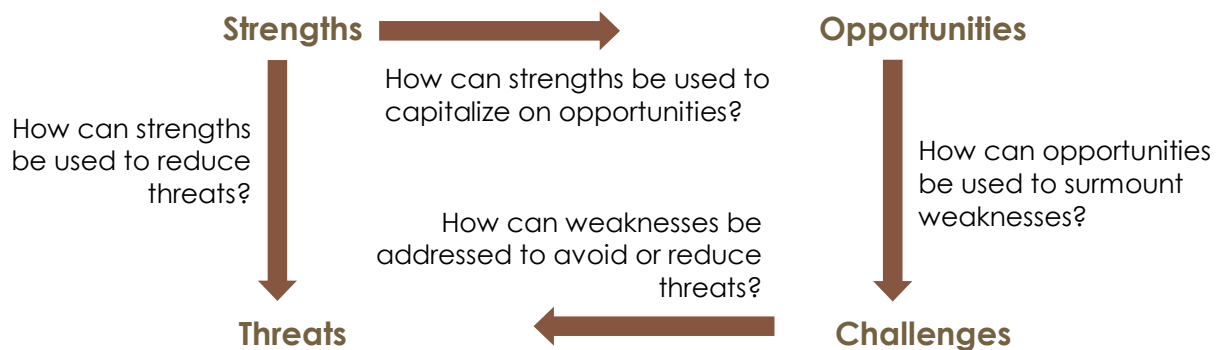 Strengths
Opportunities
How can strengths be used to
capitalize on opportunities?
How can strengths
be used to reduce
threats?
How can opportunities
be used to surmount
weaknesses?
How can weaknesses be
addressed to avoid or reduce
threats?
Threats
Challenges